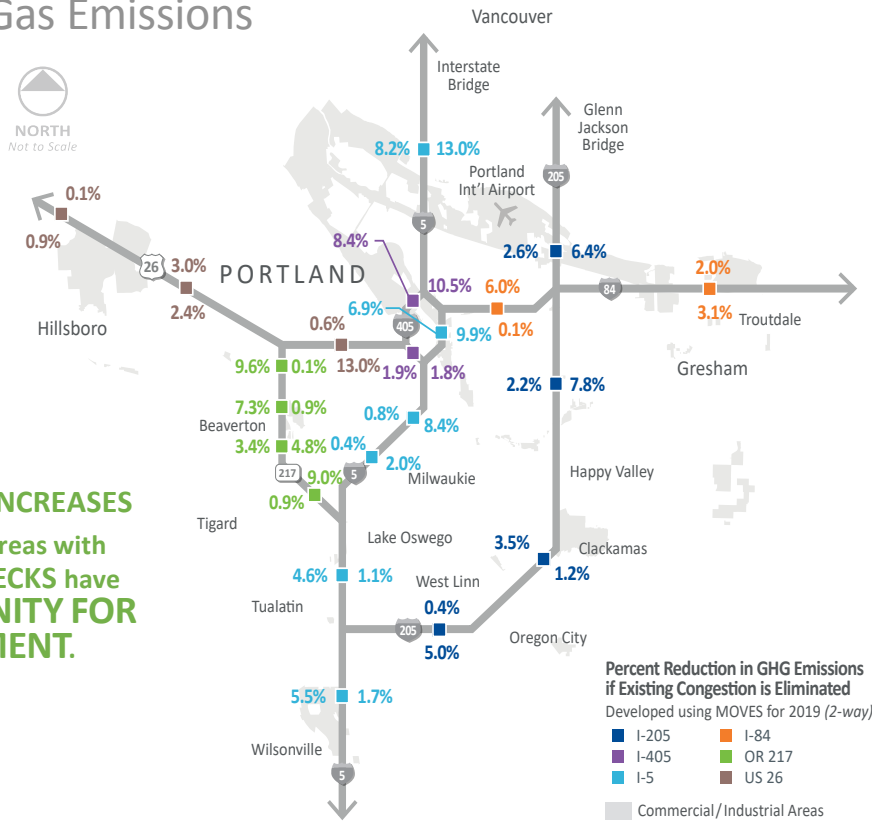 Gas Emissions
Vancouver
NORTH
Not to Scale
Interstate
Bridge
Glenn
Jackson
Bridge
8.2% 13.0%
Portland
Int'l Airport
205
0.1%
0.9%
5
8.4%
2.6% 6.4%
26
3.0%
2.4%
PORTLAND
10.5%
6.0%
0.1%
84
2.0%
3.1%
Troutdale
Hillsboro
6.9%
9.9%
405
0.6%
13.0%
1.9% 1.8%
Gresham
9.6% 0.1%
2.2% 7.8%
7.3% 0.9%
Beaverton
0.8%
8.4%
3.4% 4.8%
0.4%
2.0%
217
9.0%
0.9%
5
Milwaukie
Happy Valley
INCREASES
Tigard
Lake Oswego
reas with
ECKS have
NITY FOR
MENT.
3.5%
1.2%
Clackamas
4.6% 1.1%
West Linn
Tualatin
0.4%
205
5.0%
Oregon City
5.5% 1.7%
Wilsonville
5
Percent Reduction in GHG Emissions
if Existing Congestion is Eliminated
Developed using MOVES for 2019 (2-way)
I-205
I-84
I-405
OR 217
I-5
US 26
Commercial/Industrial Areas